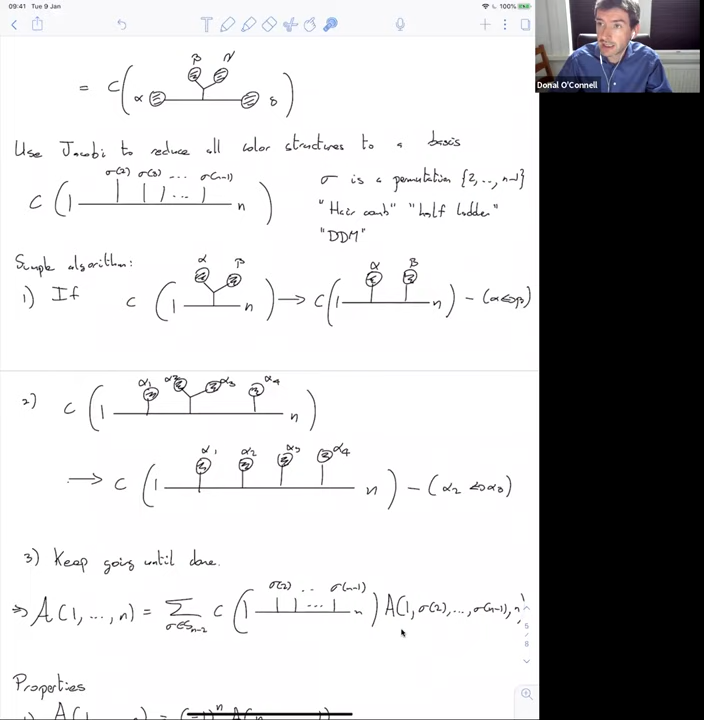 09:41 Tue 9 Jan
100%
Donal O'Connell
= C( α β γ δ )
Use Jacobi to reduce all color structures to a basis
C ( 1 σ(2) σ(3) ... σ(n-1) n )
σ is a permutation {2,..,n-1}
"Hair comb" "half ladder"
"DDM"
Simple algorithm:
1) If C ( 1 α β n ) → C( 1 α β n ) - (α↔β)
2) C ( 1 α1 α2 α3 α4 n )
→ C ( 1 α1 α2 α3 α4 n ) - (α2 ↔ α3)
3) Keep going until done.
⇒ A(1,...,n) = Σ σ∈Sn-2 C ( 1 σ(2) .. σ(n-1) n ) A(1,σ(2),...,σ(n-1),n)
5
8
Properties